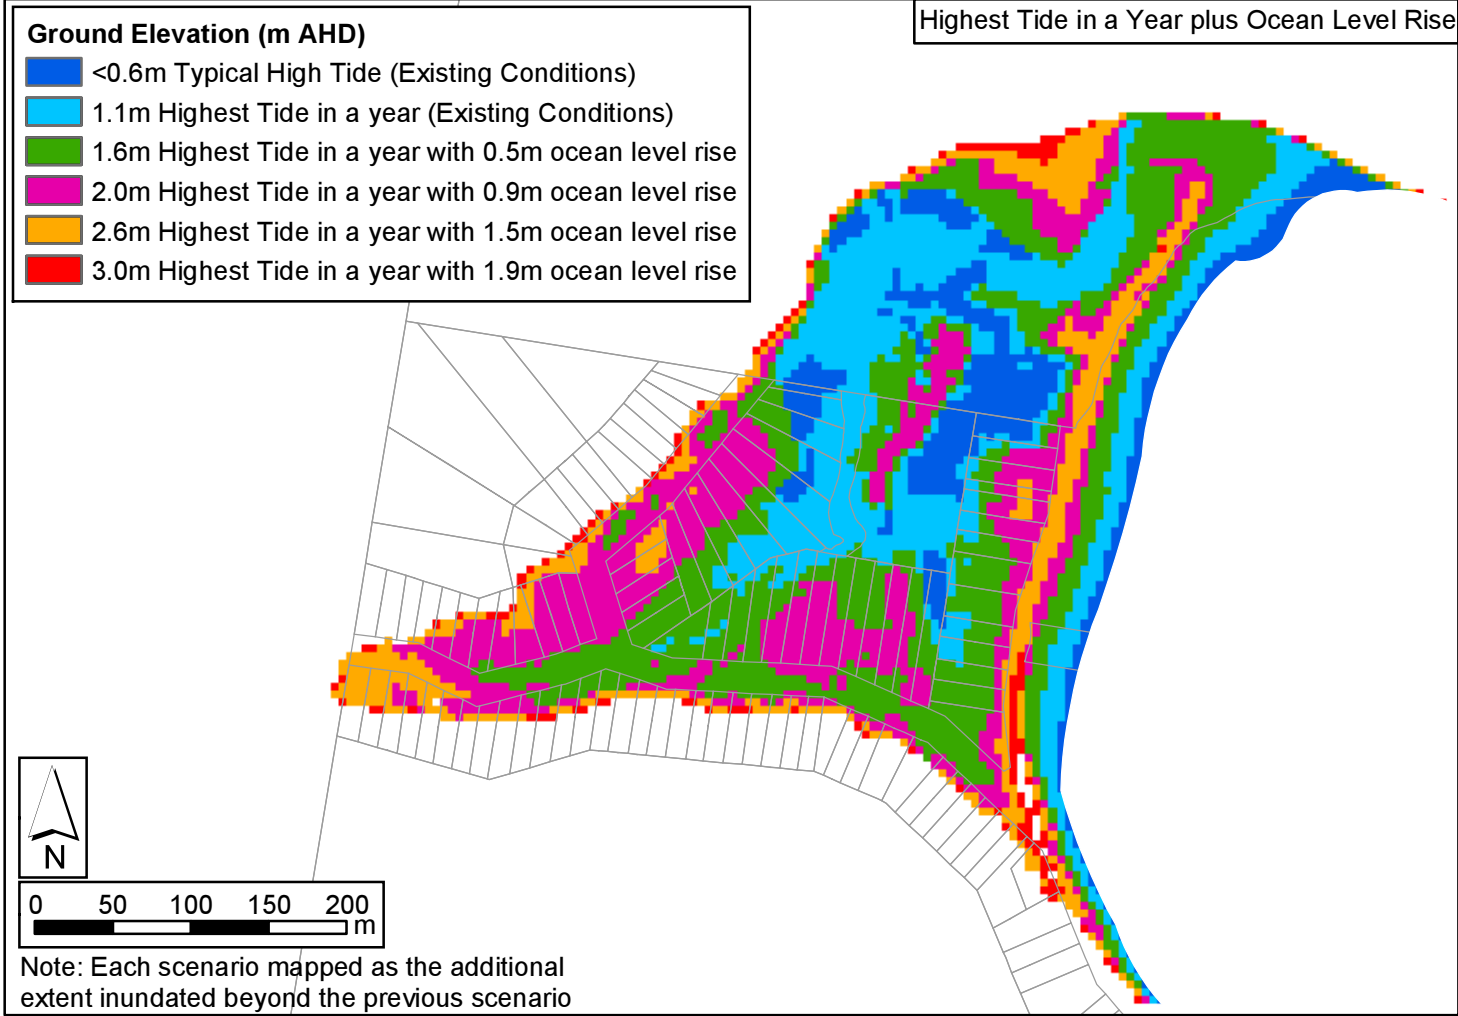 Highest Tide in a Year plus Ocean Level Rise
Ground Elevation (m AHD)
<0.6m Typical High Tide (Existing Conditions)
1.1m Highest Tide in a year (Existing Conditions)
1.6m Highest Tide in a year with 0.5m ocean level rise
2.0m Highest Tide in a year with 0.9m ocean level rise
2.6m Highest Tide in a year with 1.5m ocean level rise
3.0m Highest Tide in a year with 1.9m ocean level rise
N
0 50 100 150 200
m
Note: Each scenario mapped as the additional
extent inundated beyond the previous scenario